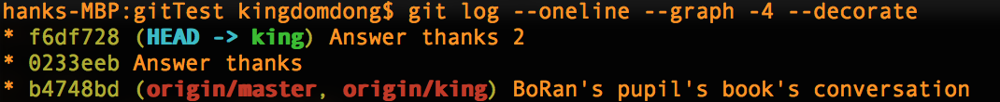 hanks-MBP:gitTest kingdomdong$ git log --oneline --graph -4 --decorate
* f6df728 (HEAD -> king) Answer thanks 2
* 0233eeb Answer thanks
* b4748bd (origin/master, origin/king) BoRan's pupil's book's conversation